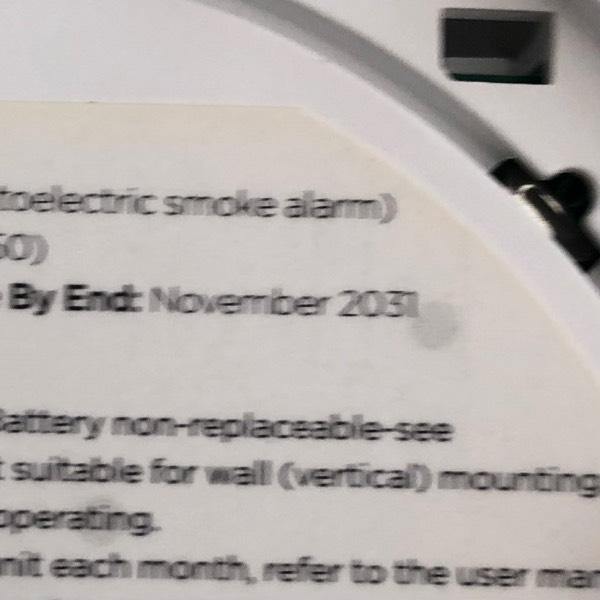 toelectric smoke alarm)
60)
By End: November 2031
Battery non-replaceable-see
t suitable for wall (vertical) mounting
operating.
nit each month, refer to the user man